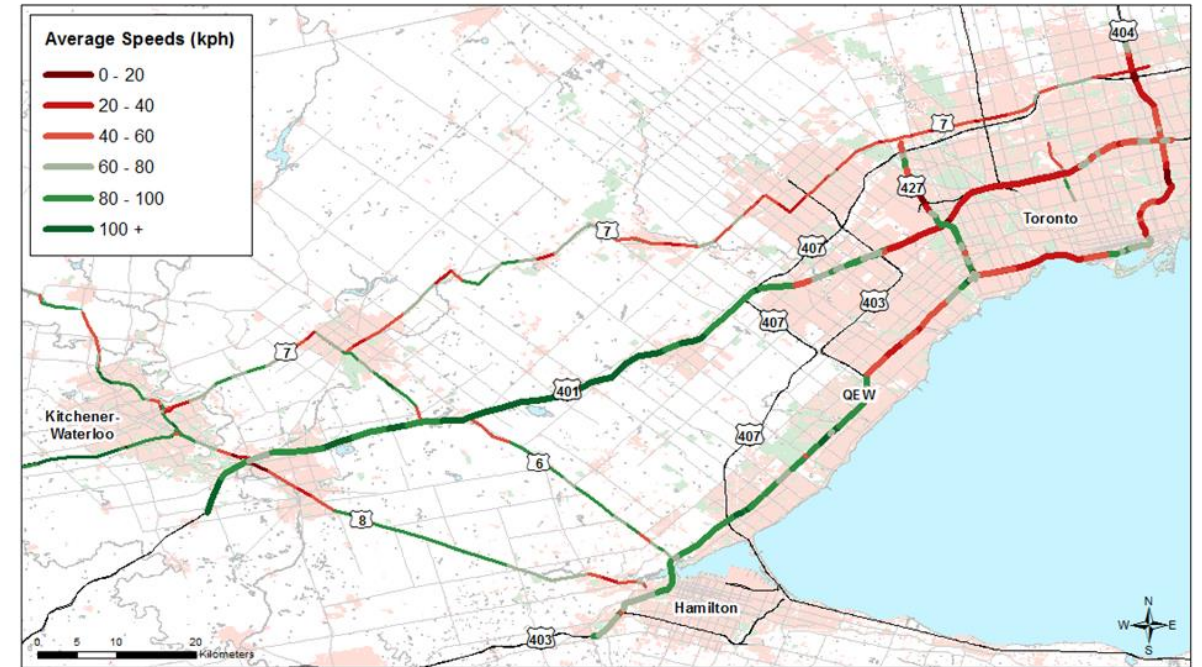 Average Speeds (kph)
0 - 20
20 - 40
40 - 60
60 - 80
80 - 100
100 +
404
7
427
Toronto
7
407
403
407
7
QEW
401
Kitchener-
Waterloo
407
6
8
Hamilton
403
N
W E
S
0 5 10 20
Kilometers